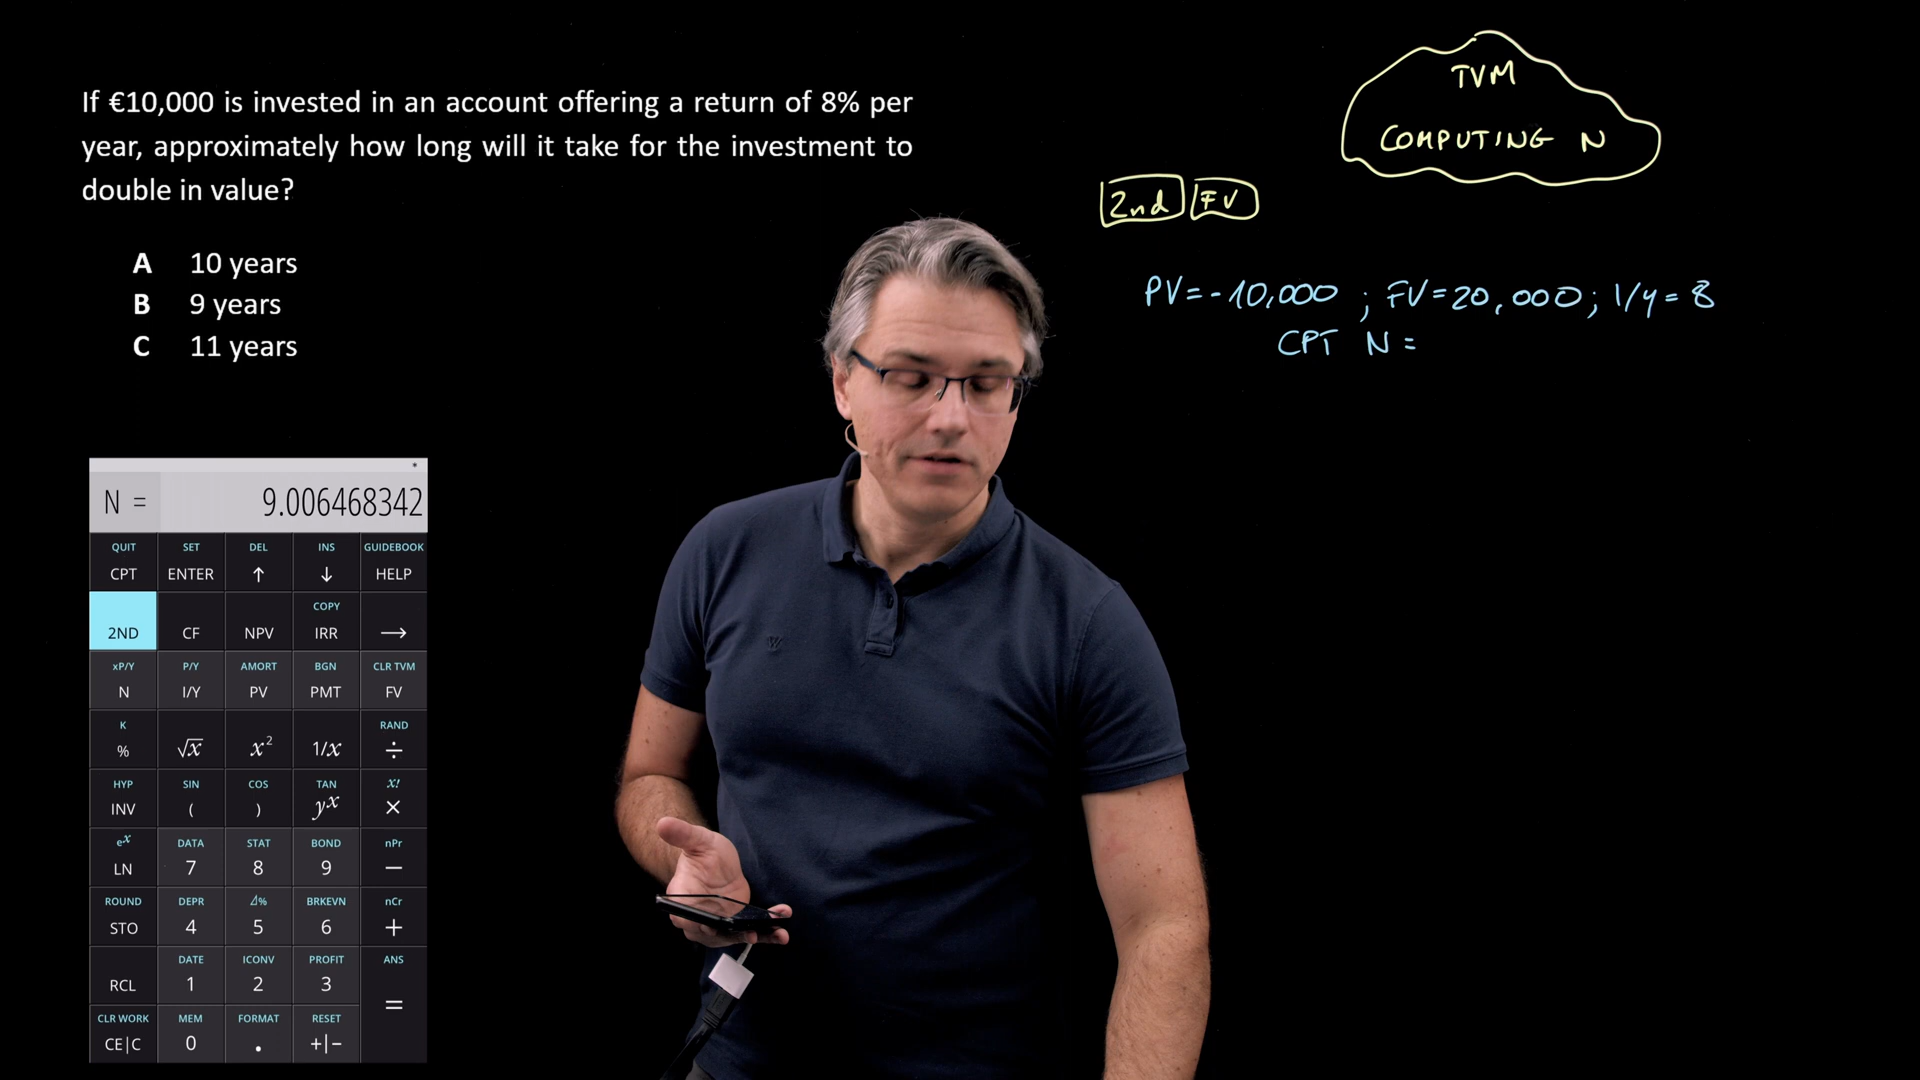 If €10,000 is invested in an account offering a return of 8% per
year, approximately how long will it take for the investment to
double in value?
A 10 years
B 9 years
C 11 years
TVM
COMPUTING N
2nd FV
PV=-10,000 ; FV=20,000; I/Y=8
CPT N=
N = 9.006468342
QUIT SET DEL INS GUIDEBOOK
CPT ENTER ↑ ↓ HELP
COPY
2ND CF NPV IRR →
xP/Y P/Y AMORT BGN CLR TVM
N I/Y PV PMT FV
K RAND
% √x x² 1/x ÷
HYP SIN COS TAN x!
INV ( ) yˣ ×
eˣ DATA STAT BOND nPr
LN 7 8 9 −
ROUND DEPR Δ% BRKEVN nCr
STO 4 5 6 +
DATE ICONV PROFIT ANS
RCL 1 2 3 =
CLR WORK MEM FORMAT RESET
CE|C 0 . +|−